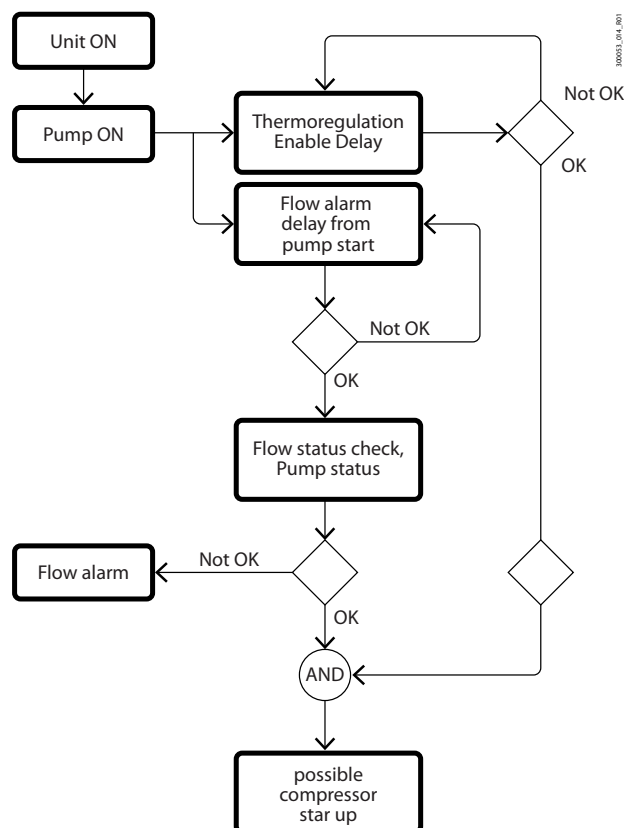 Unit ON
300053_014_R01
Not OK
Pump ON
Thermoregulation
Enable Delay
OK
Flow alarm
delay from
pump start
Not OK
OK
Flow status check,
Pump status
Flow alarm
Not OK
OK
AND
possible
compressor
star up